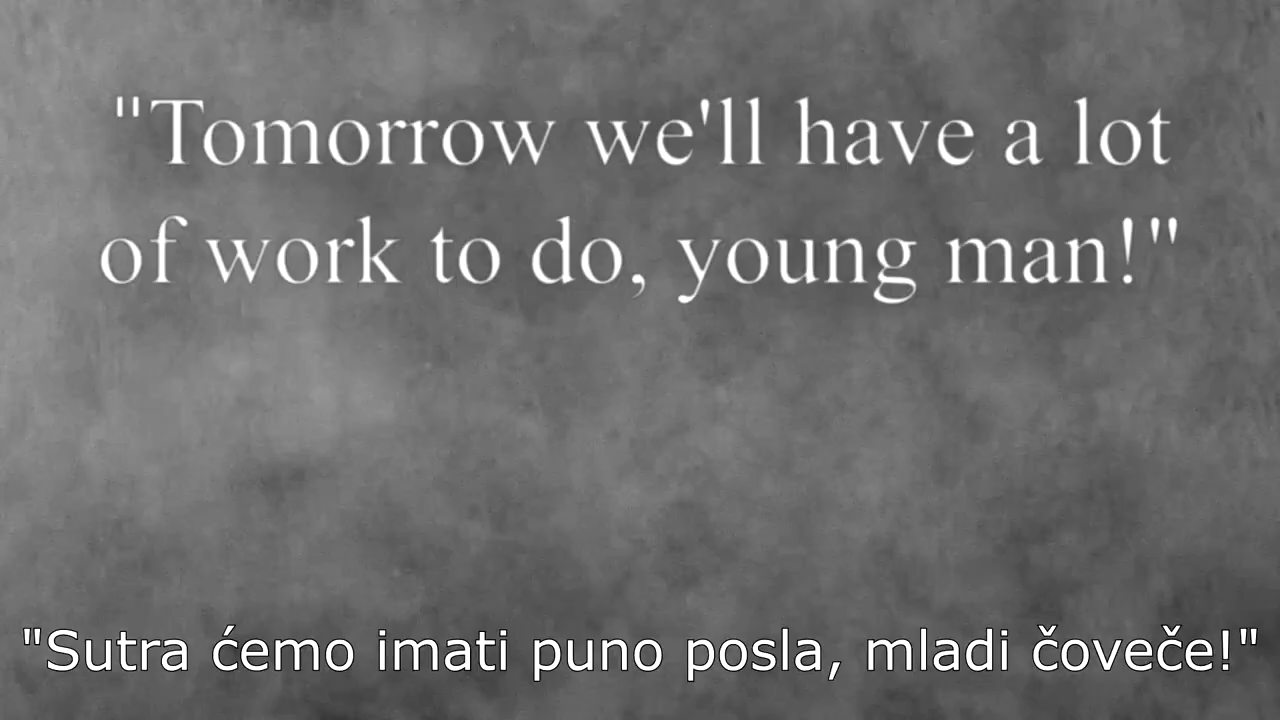 "Tomorrow we'll have a lot
of work to do, young man!"
"Sutra ćemo imati puno posla, mladi čoveče!"